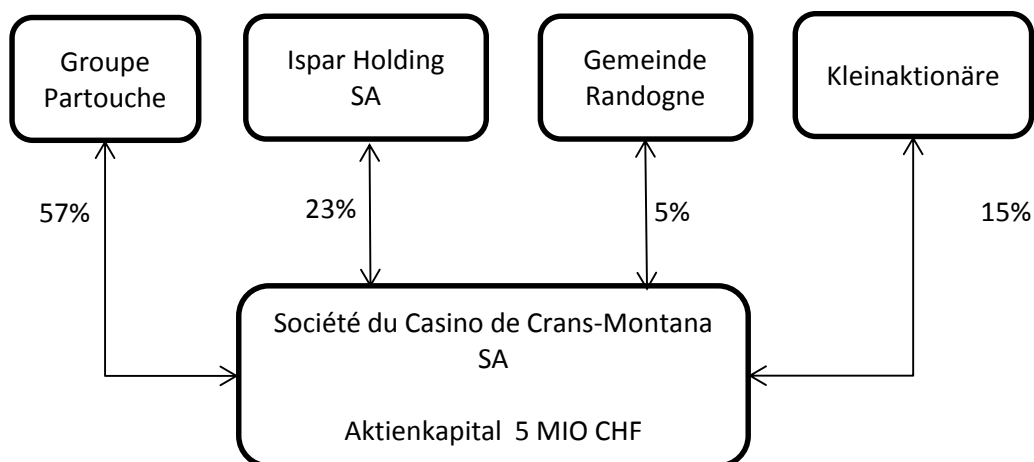 Groupe
Partouche
Ispar Holding
SA
Gemeinde
Randogne
Kleinaktionäre
57%
23%
5%
15%
Société du Casino de Crans-Montana
SA
Aktienkapital 5 MIO CHF